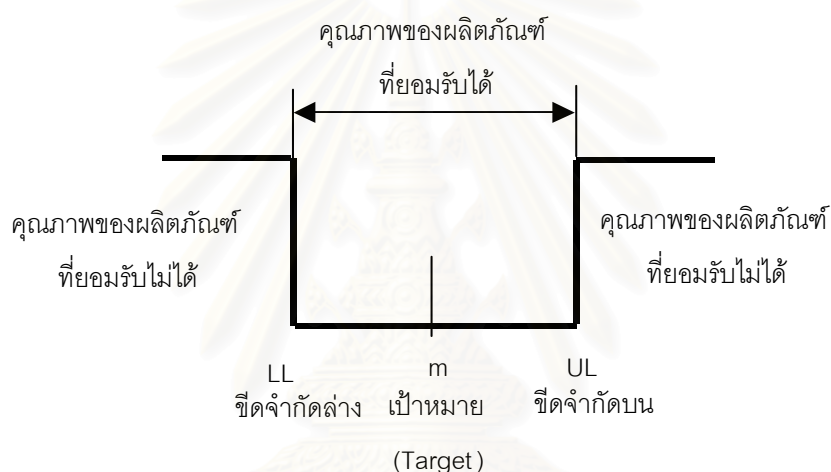 คุณภาพของผลิตภัณฑ์
ที่ยอมรับได้
คุณภาพของผลิตภัณฑ์
ที่ยอมรับไม่ได้
คุณภาพของผลิตภัณฑ์
ที่ยอมรับไม่ได้
LL
ขีดจำกัดล่าง
m
เป้าหมาย
(Target)
UL
ขีดจำกัดบน